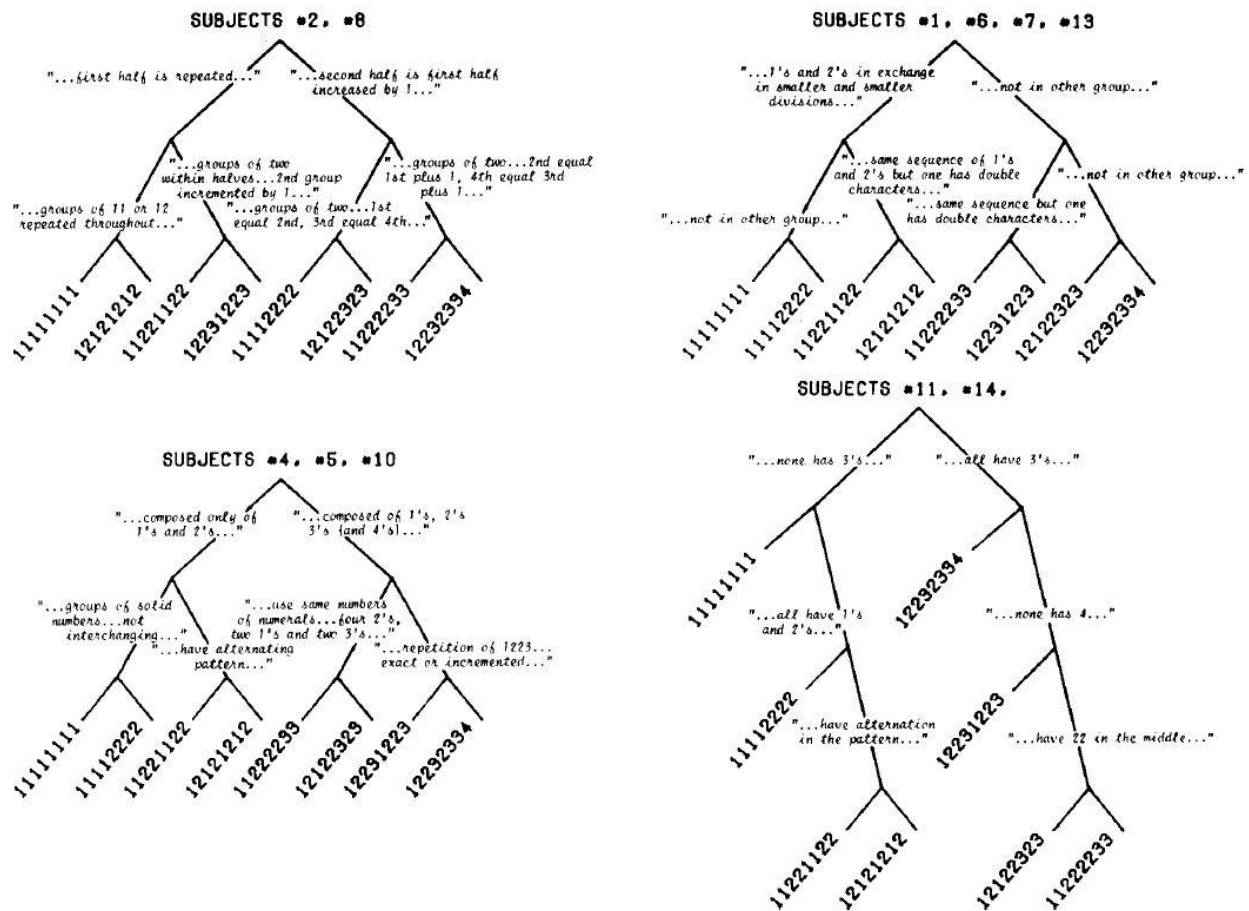 SUBJECTS #2, #8
"...first half is repeated..."
"...second half is first half
increased by 1..."
"...groups of two
within halves...2nd group
incremented by 1..."
"...groups of two...2nd equal
1st plus 1, 4th equal 3rd
plus 1..."
"...groups of 11 or 12
repeated throughout..."
"...groups of two...1st
equal 2nd, 3rd equal 4th..."
11111111
12121212
11221122
12231223
11112222
12122323
11222233
12232334
SUBJECTS #1, #6, #7, #13
"...1's and 2's in exchange
in smaller and smaller
divisions..."
"...not in other group..."
"...same sequence of 1's
and 2's but one has double
characters..."
"...not in other group..."
"...not in other group..."
"...same sequence but one
has double characters..."
11111111
11112222
11221122
12121212
11222233
12231223
12122323
12232334
SUBJECTS #4, #5, #10
"...composed only of
1's and 2's..."
"...composed of 1's, 2's
3's (and 4's)..."
"...groups of solid
numbers...not
interchanging..."
"...have alternating
pattern..."
"...use same numbers
of numerals...four 2's,
two 1's and two 3's..."
"...repetition of 1223...
exact or incremented..."
11111111
11112222
11221122
12121212
11222233
12122323
12231223
12232334
SUBJECTS #11, #14,
"...none has 3's..."
"...all have 3's..."
11111111
12232334
"...all have 1's
and 2's..."
"...none has 4..."
11112222
12231223
"...have alternation
in the pattern..."
"...have 22 in the middle..."
11221122
12121212
12122323
11222233